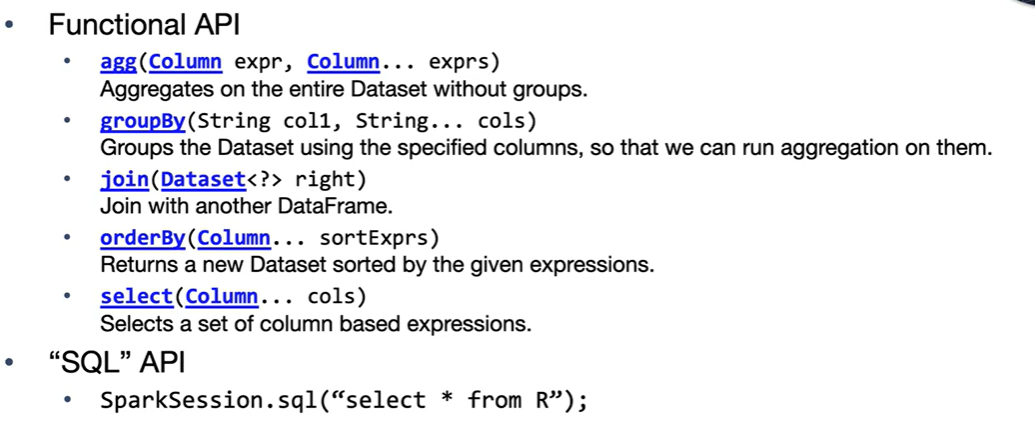 • Functional API
• agg(Column expr, Column... exprs)
Aggregates on the entire Dataset without groups.
• groupBy(String col1, String... cols)
Groups the Dataset using the specified columns, so that we can run aggregation on them.
• join(Dataset<?> right)
Join with another DataFrame.
• orderBy(Column... sortExprs)
Returns a new Dataset sorted by the given expressions.
• select(Column... cols)
Selects a set of column based expressions.
• “SQL” API
• SparkSession.sql(“select * from R”);